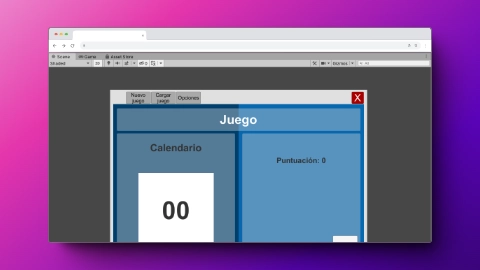 Scene Game Asset Store
Shaded 2D
Gizmos All
Nuevo juego Cargar juego Opciones X
Juego
Calendario
Puntuación: 0
00